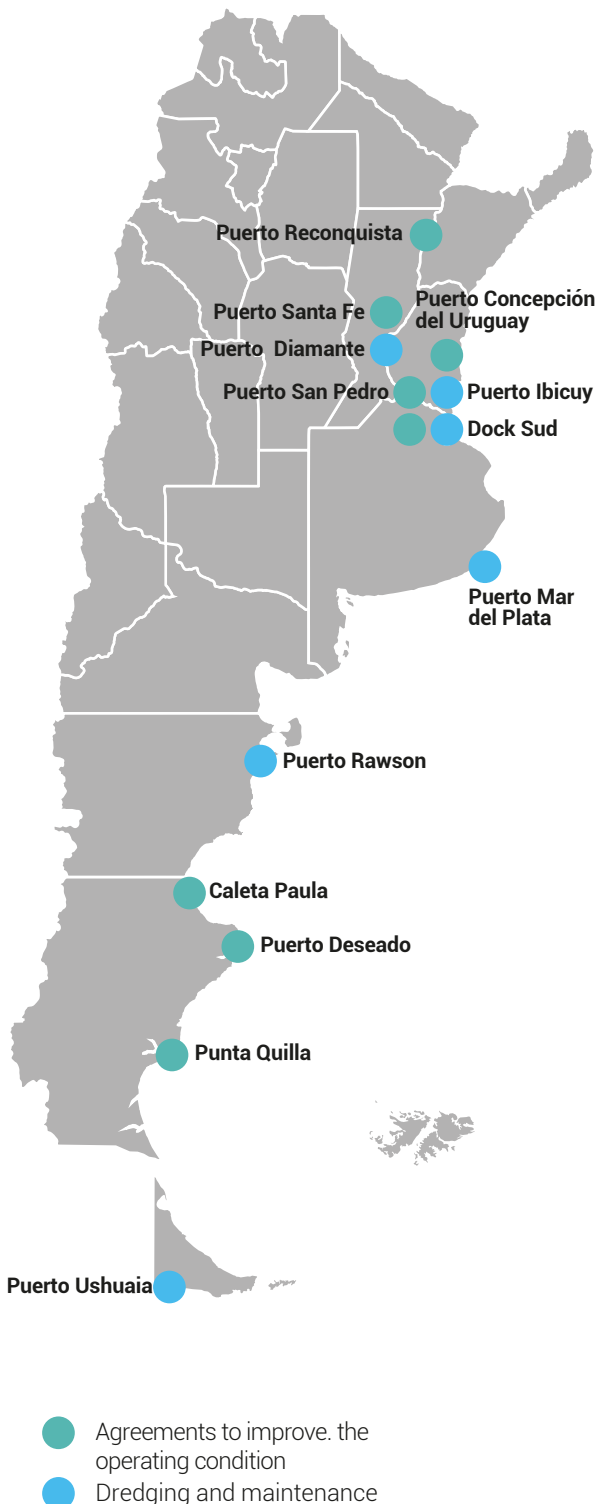 Puerto Reconquista
Puerto Santa Fe
Puerto Concepción
del Uruguay
Puerto Diamante
Puerto San Pedro
Puerto Ibicuy
Dock Sud
Puerto Mar
del Plata
Puerto Rawson
Caleta Paula
Puerto Deseado
Punta Quilla
Puerto Ushuaia
Agreements to improve. the
operating condition
Dredging and maintenance